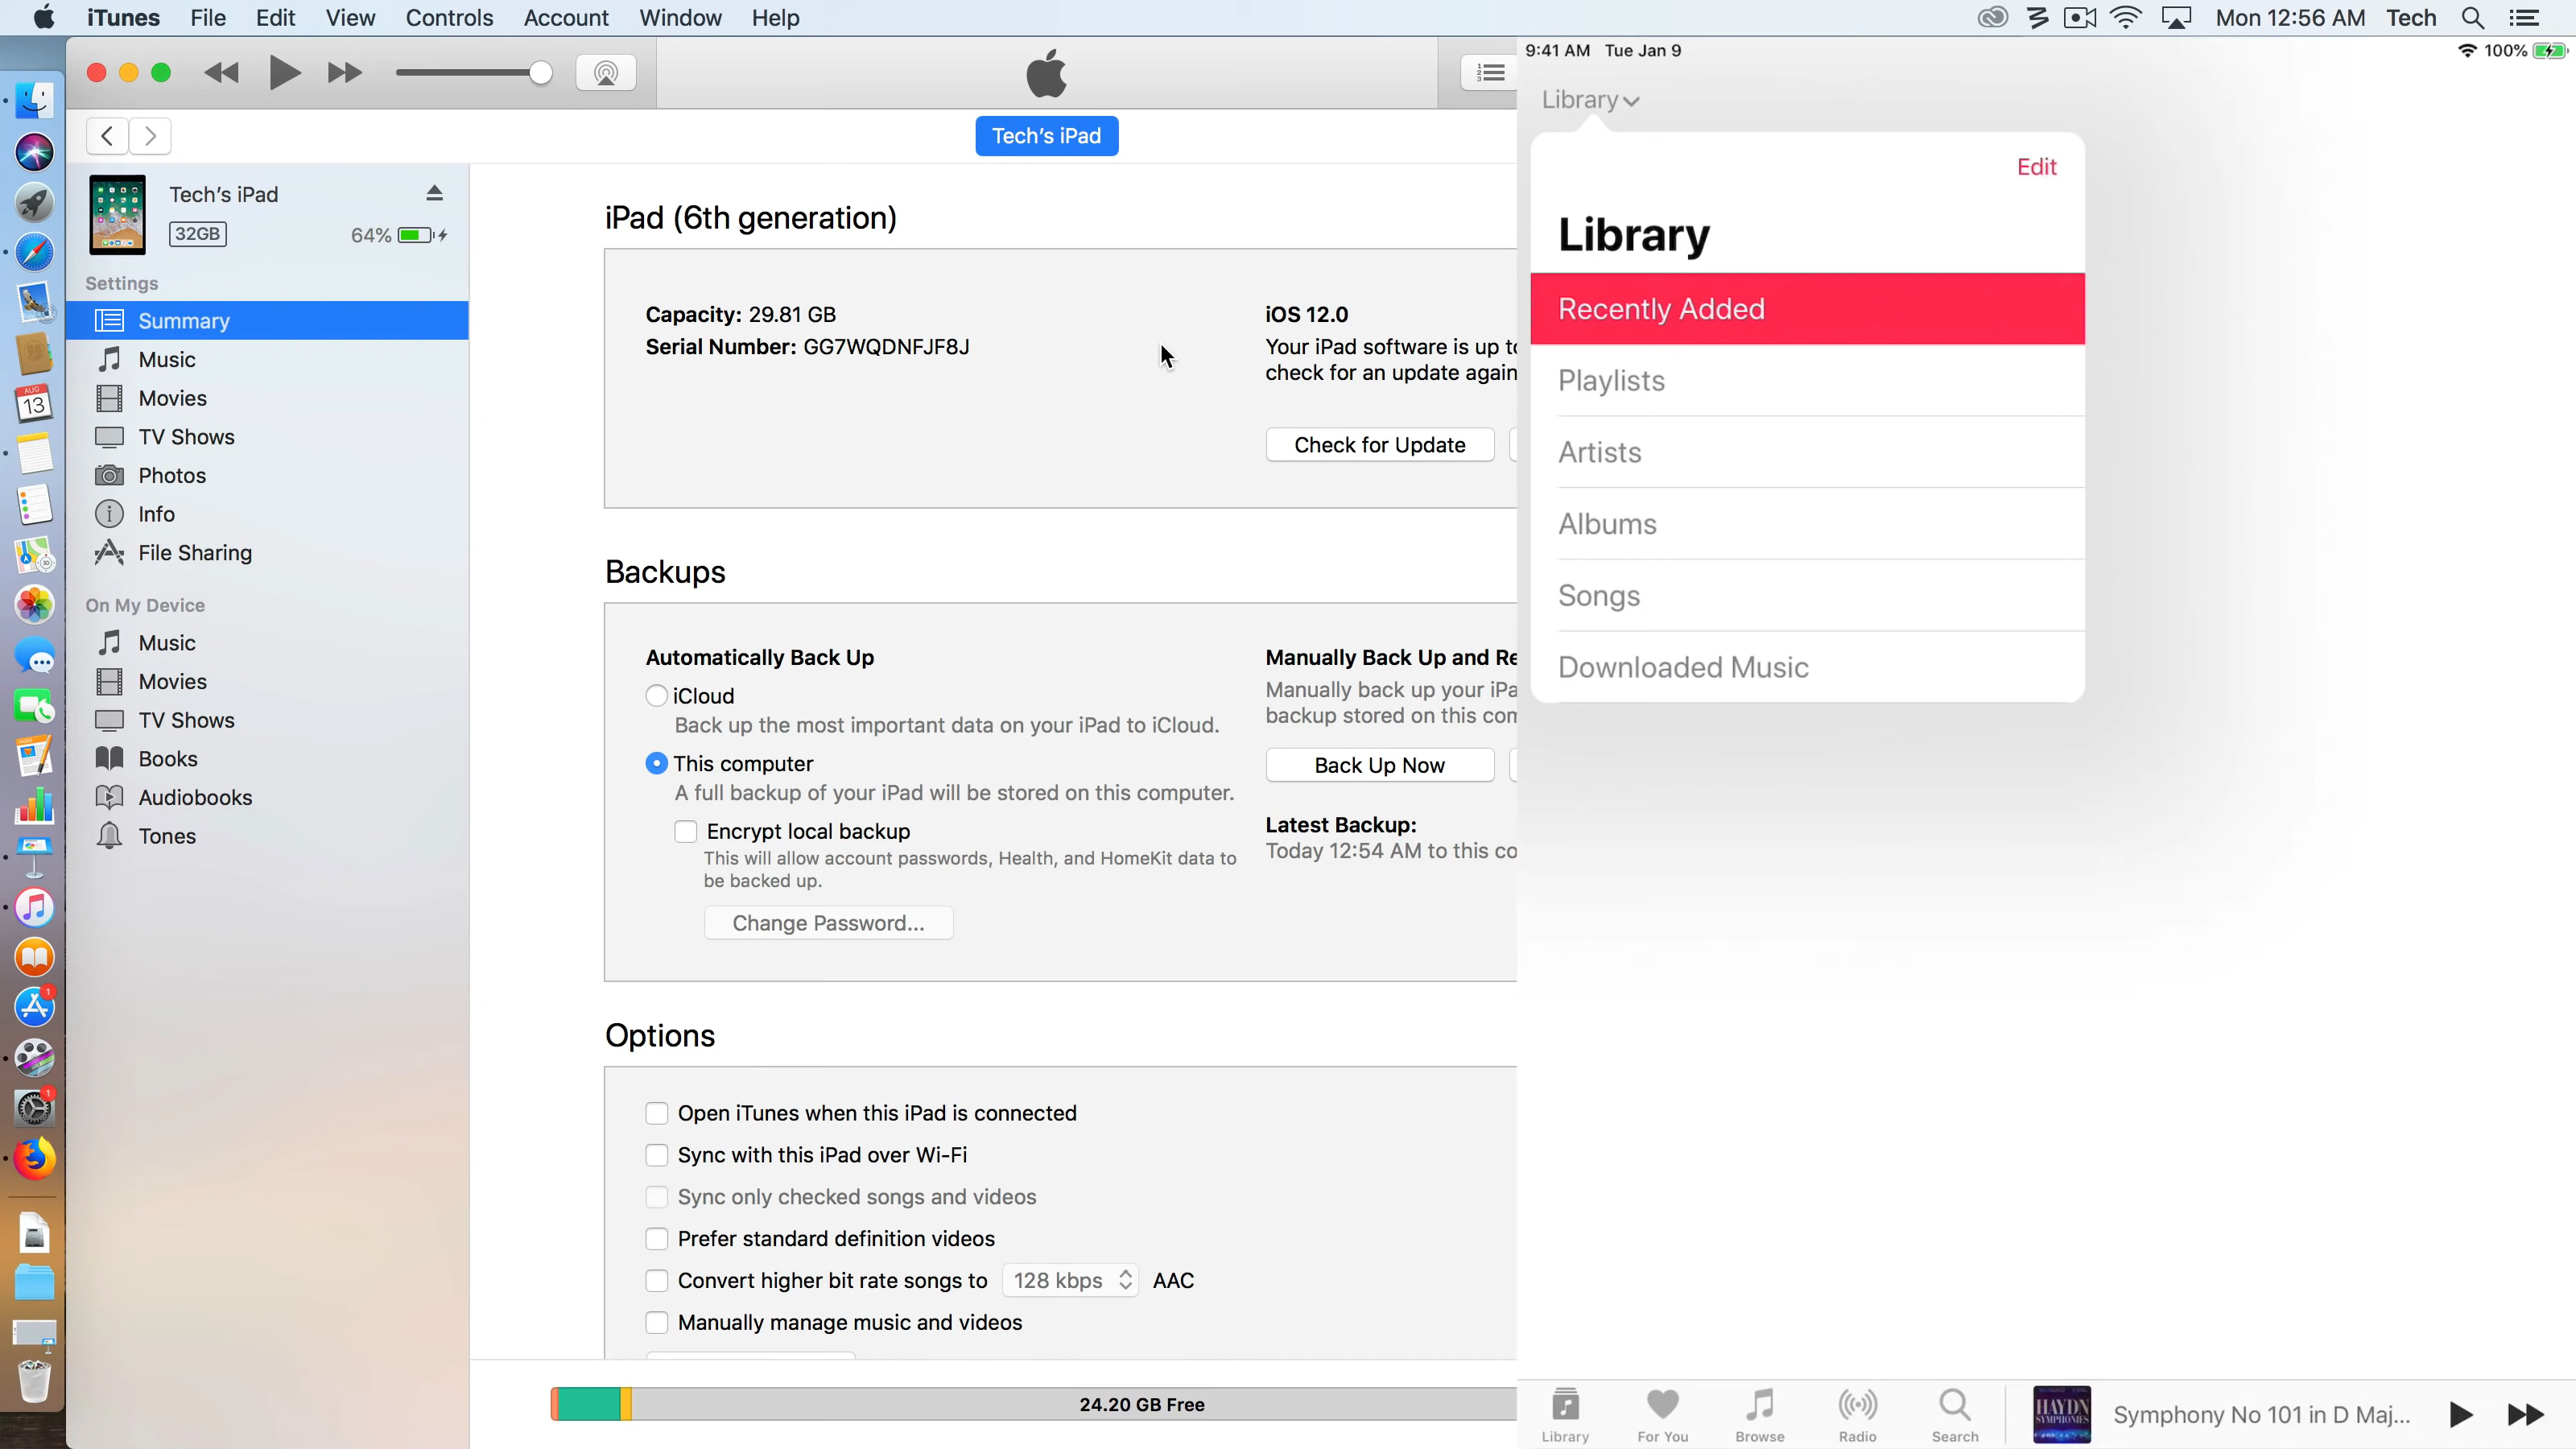 iTunes File Edit View Controls Account Window Help
Mon 12:56 AM Tech
9:41 AM Tue Jan 9
100%
Tech's iPad
Tech's iPad
32GB
64%
Settings
Summary
Music
Movies
TV Shows
Photos
Info
File Sharing
On My Device
Music
Movies
TV Shows
Books
Audiobooks
Tones
AUG
13
1
1
iPad (6th generation)
Capacity: 29.81 GB
Serial Number: GG7WQDNFJF8J
iOS 12.0
Your iPad software is up to
check for an update again
Check for Update
Backups
Automatically Back Up
iCloud
Back up the most important data on your iPad to iCloud.
This computer
A full backup of your iPad will be stored on this computer.
Encrypt local backup
This will allow account passwords, Health, and HomeKit data to
be backed up.
Change Password...
Manually Back Up and Re
Manually back up your iPa
backup stored on this com
Back Up Now
Latest Backup:
Today 12:54 AM to this co
Options
Open iTunes when this iPad is connected
Sync with this iPad over Wi-Fi
Sync only checked songs and videos
Prefer standard definition videos
Convert higher bit rate songs to 128 kbps AAC
Manually manage music and videos
24.20 GB Free
Library
Edit
Library
Recently Added
Playlists
Artists
Albums
Songs
Downloaded Music
Library For You Browse Radio Search
HAYDN
SYMPHONIES
Symphony No 101 in D Maj...